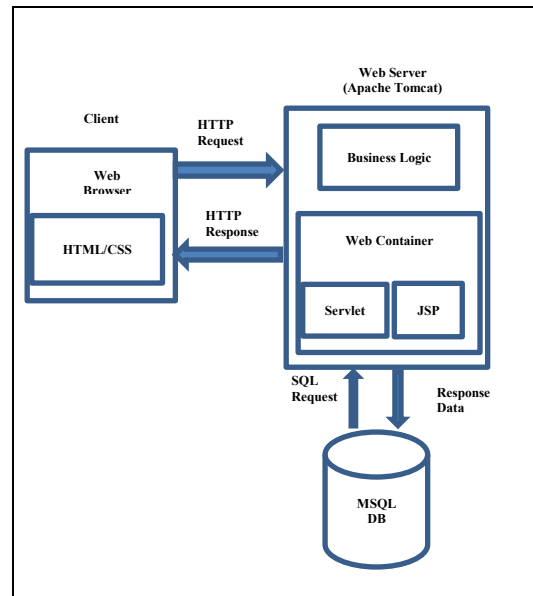 Web Server
(Apache Tomcat)
Client
HTTP
Request
Business Logic
Web
Browser
HTTP
Response
HTML/CSS
Web Container
Servlet
JSP
SQL
Request
Response
Data
MSQL
DB